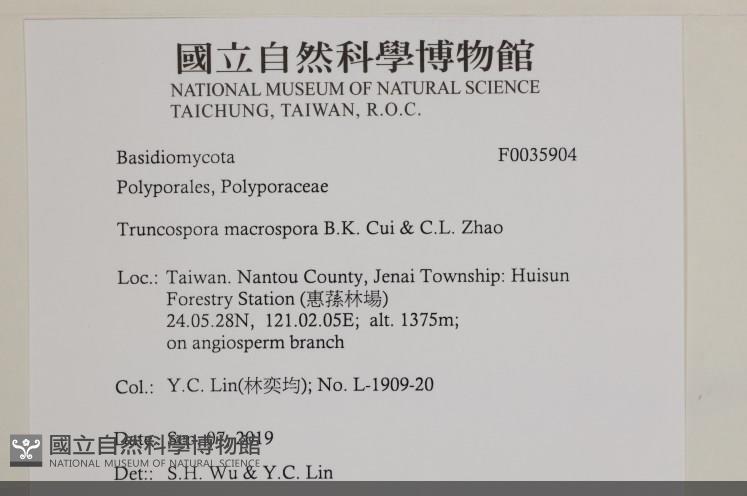 國立自然科學博物館
NATIONAL MUSEUM OF NATURAL SCIENCE
TAICHUNG, TAIWAN, R.O.C.
Basidiomycota F0035904
Polyporales, Polyporaceae
Truncospora macrospora B.K. Cui & C.L. Zhao
Loc.: Taiwan. Nantou County, Jenai Township: Huisun
Forestry Station (惠蓀林場)
24.05.28N, 121.02.05E; alt. 1375m;
on angiosperm branch
Col.: Y.C. Lin(林奕均); No. L-1909-20
Date: Sep. 07, 2019
國立自然科學博物館
NATIONAL MUSEUM OF NATURAL SCIENCE
Det:: S.H. Wu & Y.C. Lin